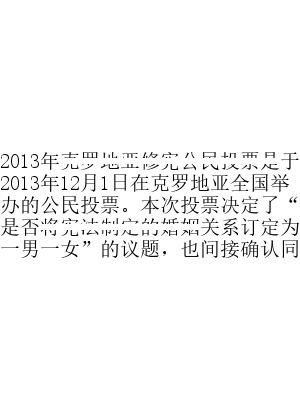 2013年克罗地亚修宪公民投票是于
2013年12月1日在克罗地亚全国举
办的公民投票。本次投票决定了“
是否将宪法制定的婚姻关系订定为
一男一女”的议题，也间接确认同